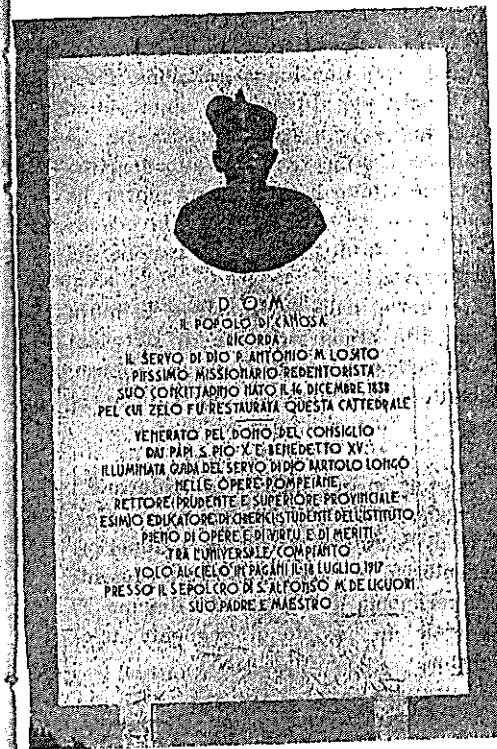 D. O. M.
IL POPOLO DI CANOSA
RICORDA
IL SERVO DI DIO P. ANTONIO M. LOSITO
PIISSIMO MISSIONARIO REDENTORISTA
SUO CONCITTADINO NATO IL 16 DICEMBRE 1838
PEL CUI ZELO FU RESTAURATA QUESTA CATTEDRALE
VENERATO PEL DONO DEL CONSIGLIO
DAI PAPI S. PIO X E BENEDETTO XV
ILLUMINATA GUIDA DEL SERVO DI DIO BARTOLO LONGO
NELLE OPERE POMPEIANE
RETTORE PRUDENTE E SUPERIORE PROVINCIALE
ESIMIO EDUCATORE DI CHIERICI STUDENTI DELL'ISTITUTO
PIENO DI OPERE E DI VIRTU E DI MERITI
TRA L'UNIVERSALE COMPIANTO
VOLO AL CIELO IN PAGANI IL 18 LUGLIO 1917
PRESSO IL SEPOLCRO DI S. ALFONSO M. DE LIGUORI
SUO PADRE E MAESTRO